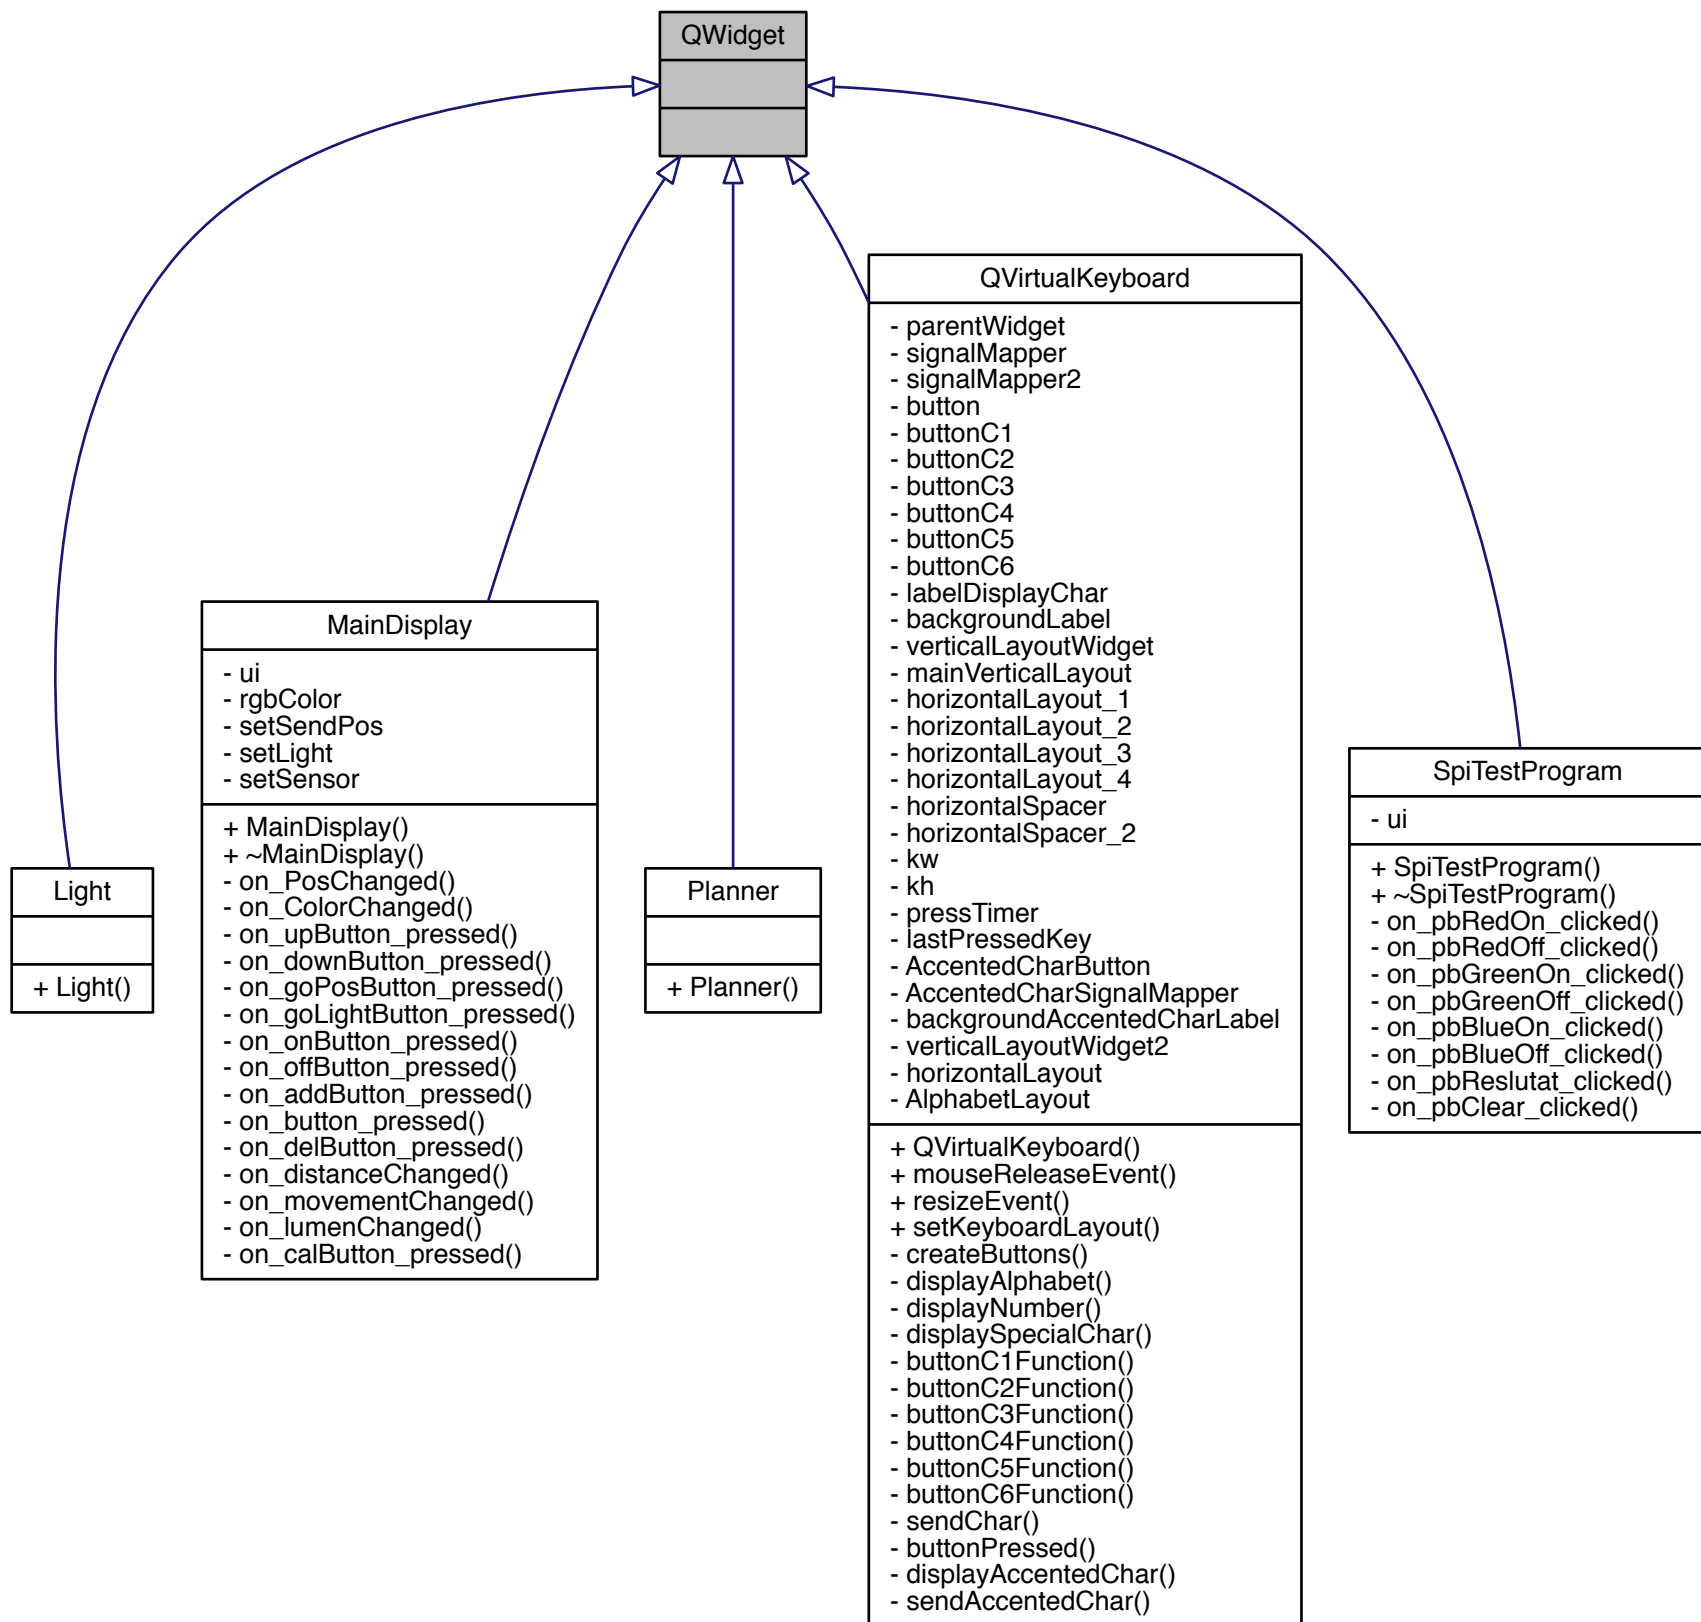 QWidget
QVirtualKeyboard
- parentWidget
- signalMapper
- signalMapper2
- button
- buttonC1
- buttonC2
- buttonC3
- buttonC4
- buttonC5
- buttonC6
- labelDisplayChar
- backgroundLabel
- verticalLayoutWidget
- mainVerticalLayout
- horizontalLayout_1
- horizontalLayout_2
- horizontalLayout_3
- horizontalLayout_4
- horizontalSpacer
- horizontalSpacer_2
- kw
- kh
- pressTimer
- lastPressedKey
- AccentedCharButton
- AccentedCharSignalMapper
- backgroundAccentedCharLabel
- verticalLayoutWidget2
- horizontalLayout
- AlphabetLayout
+ QVirtualKeyboard()
+ mouseReleaseEvent()
+ resizeEvent()
+ setKeyboardLayout()
- createButtons()
- displayAlphabet()
- displayNumber()
- displaySpecialChar()
- buttonC1Function()
- buttonC2Function()
- buttonC3Function()
- buttonC4Function()
- buttonC5Function()
- buttonC6Function()
- sendChar()
- buttonPressed()
- displayAccentedChar()
- sendAccentedChar()
MainDisplay
- ui
- rgbColor
- setSendPos
- setLight
- setSensor
+ MainDisplay()
+ ~MainDisplay()
- on_PosChanged()
- on_ColorChanged()
- on_upButton_pressed()
- on_downButton_pressed()
- on_goPosButton_pressed()
- on_goLightButton_pressed()
- on_onButton_pressed()
- on_offButton_pressed()
- on_addButton_pressed()
- on_button_pressed()
- on_delButton_pressed()
- on_distanceChanged()
- on_movementChanged()
- on_lumenChanged()
- on_calButton_pressed()
SpiTestProgram
- ui
+ SpiTestProgram()
+ ~SpiTestProgram()
- on_pbRedOn_clicked()
- on_pbRedOff_clicked()
- on_pbGreenOn_clicked()
- on_pbGreenOff_clicked()
- on_pbBlueOn_clicked()
- on_pbBlueOff_clicked()
- on_pbReslutat_clicked()
- on_pbClear_clicked()
Light
+ Light()
Planner
+ Planner()